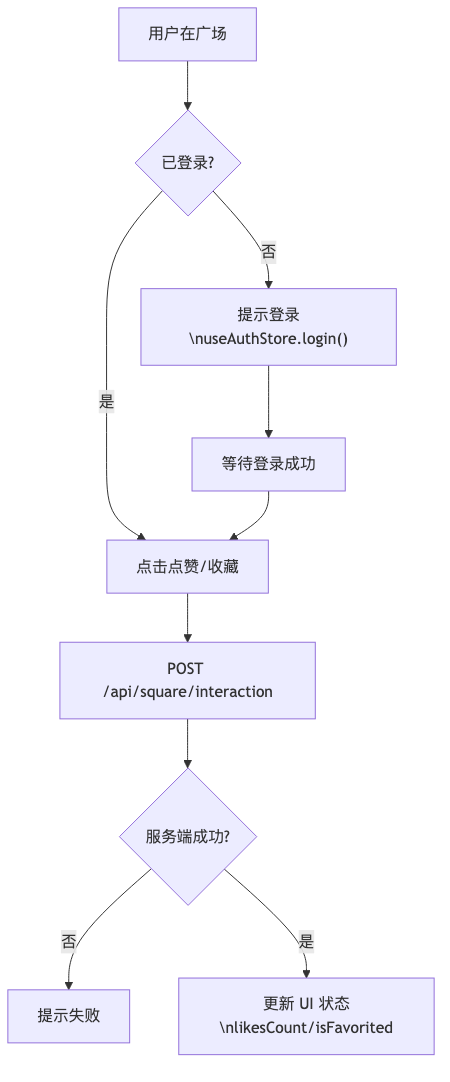 用户在广场
已登录?
否
提示登录
\nuseAuthStore.login()
是
等待登录成功
点击点赞/收藏
POST
/api/square/interaction
服务端成功?
否
是
提示失败
更新 UI 状态
\nlikesCount/isFavorited